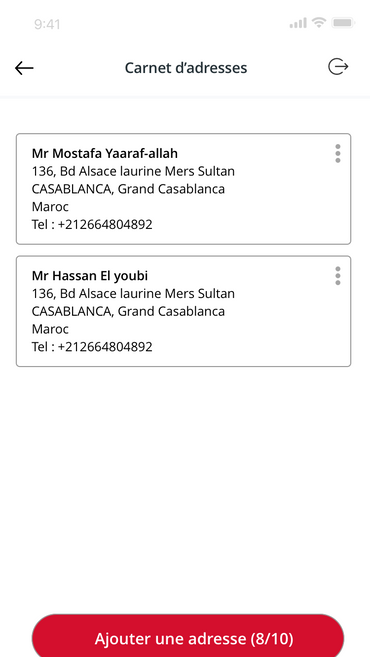 9:41
Carnet d’adresses
Mr Mostafa Yaaraf-allah
136, Bd Alsace laurine Mers Sultan
CASABLANCA, Grand Casablanca
Maroc
Tel : +212664804892
Mr Hassan El youbi
136, Bd Alsace laurine Mers Sultan
CASABLANCA, Grand Casablanca
Maroc
Tel : +212664804892
Ajouter une adresse (8/10)